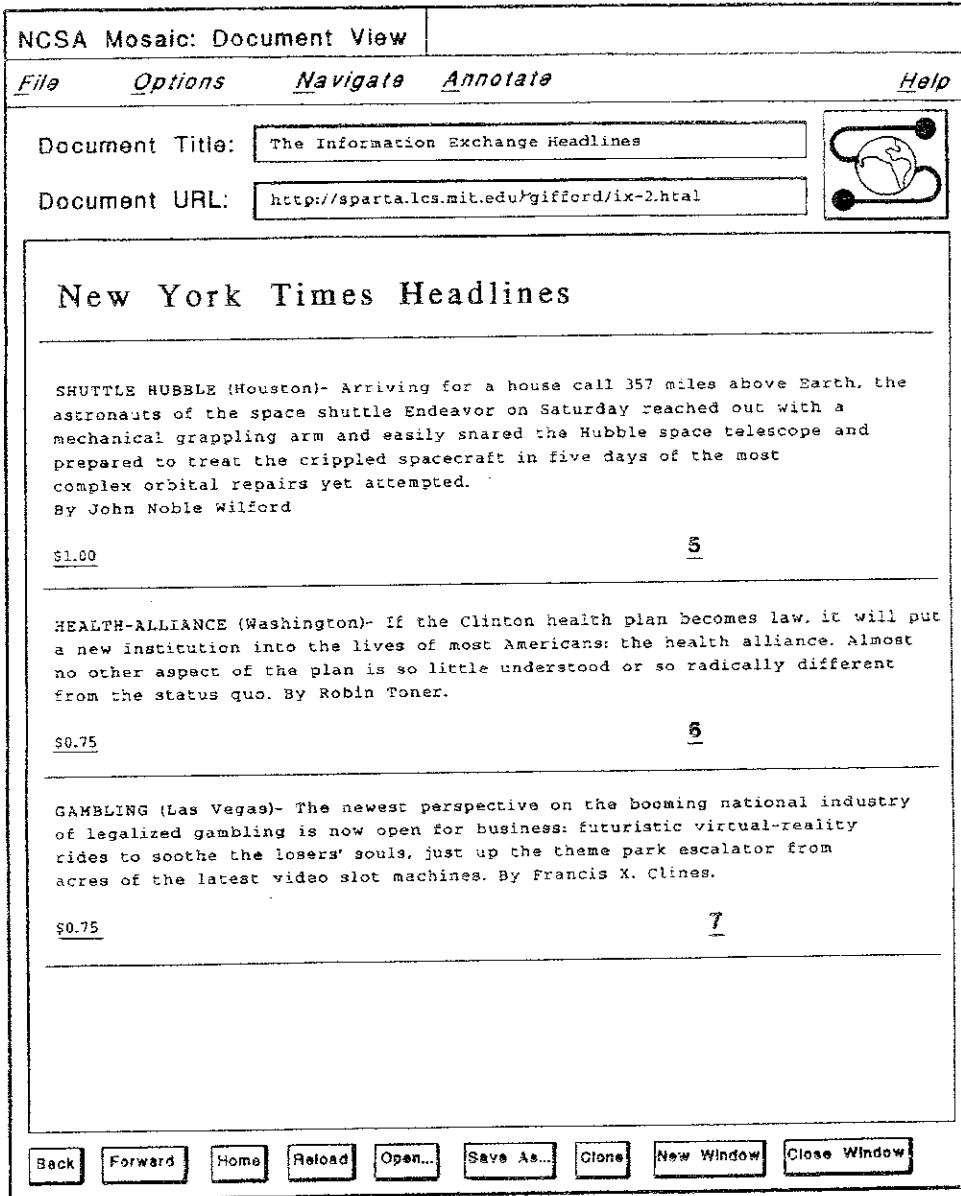 NCSA Mosaic: Document View
File Options Navigate Annotate Help
Document Title: The Information Exchange Headlines
Document URL: http://sparta.lcs.mit.edu/gifford/ix-2.html
New York Times Headlines
SHUTTLE HUBBLE (Houston)- Arriving for a house call 357 miles above Earth, the
astronauts of the space shuttle Endeavor on Saturday reached out with a
mechanical grappling arm and easily snared the Hubble space telescope and
prepared to treat the crippled spacecraft in five days of the most
complex orbital repairs yet attempted.
By John Noble Wilford
$1.00 5
HEALTH-ALLIANCE (Washington)- If the Clinton health plan becomes law, it will put
a new institution into the lives of most Americans: the health alliance. Almost
no other aspect of the plan is so little understood or so radically different
from the status quo. By Robin Toner.
$0.75 6
GAMBLING (Las Vegas)- The newest perspective on the booming national industry
of legalized gambling is now open for business: futuristic virtual-reality
rides to soothe the losers' souls, just up the theme park escalator from
acres of the latest video slot machines. By Francis X. Clines.
$0.75 7
Back Forward Home Reload Open... Save As... Clone New Window Close Window